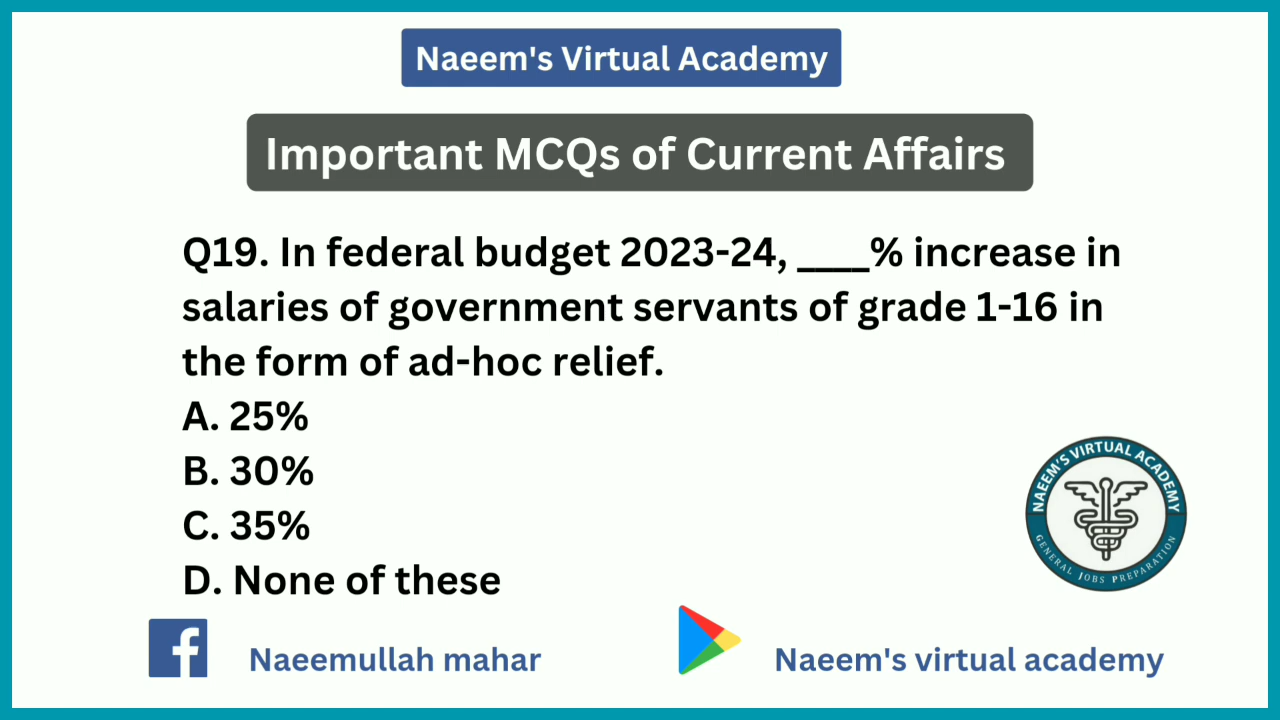 Naeem's Virtual Academy
Important MCQs of Current Affairs
Q19. In federal budget 2023-24, ____% increase in
salaries of government servants of grade 1-16 in
the form of ad-hoc relief.
A. 25%
B. 30%
C. 35%
D. None of these
NAEEM'S VIRTUAL ACADEMY
GENERAL JOBS PREPARATION
Naeemullah mahar
Naeem's virtual academy